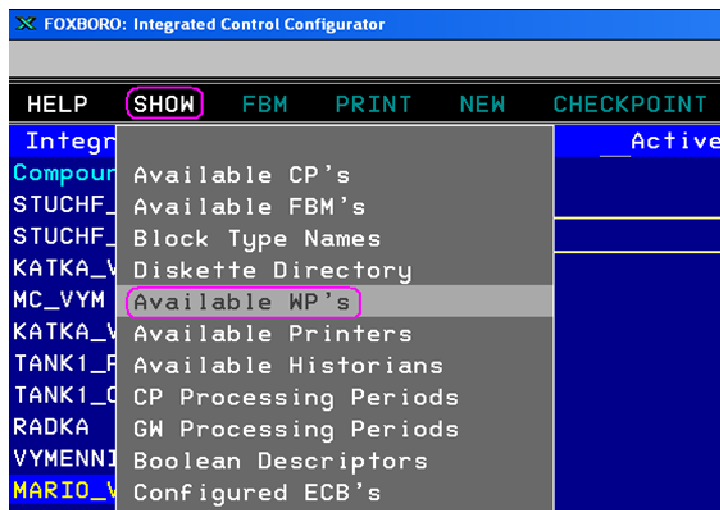 FOXBORO: Integrated Control Configurator
HELP SHOW FBM PRINT NEW CHECKPOINT
Integr Active
Compour
STUCHF_
STUCHF_
KATKA_V
MC_VYM
KATKA_V
TANK1_P
TANK1_C
RADKA
VYMENNI
MARIO_V
Available CP's
Available FBM's
Block Type Names
Diskette Directory
Available WP's
Available Printers
Available Historians
CP Processing Periods
GW Processing Periods
Boolean Descriptors
Configured ECB's